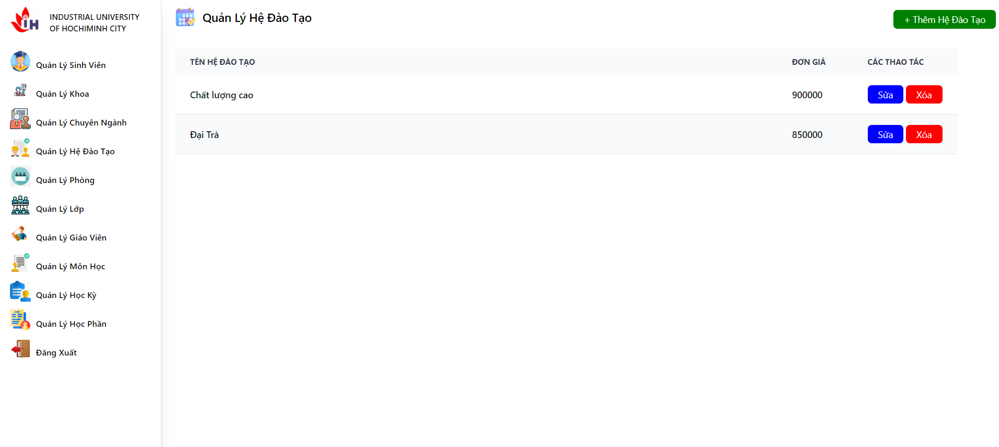 IUH
INDUSTRIAL UNIVERSITY
OF HOCHIMINH CITY
Quản Lý Sinh Viên
Quản Lý Khoa
Quản Lý Chuyên Ngành
Quản Lý Hệ Đào Tạo
Quản Lý Phòng
Quản Lý Lớp
Quản Lý Giáo Viên
Quản Lý Môn Học
Quản Lý Học Kỳ
Quản Lý Học Phần
Đăng Xuất
Quản Lý Hệ Đào Tạo
+ Thêm Hệ Đào Tạo
TÊN HỆ ĐÀO TẠO ĐƠN GIÁ CÁC THAO TÁC
Chất lượng cao 900000 Sửa Xóa
Đại Trà 850000 Sửa Xóa